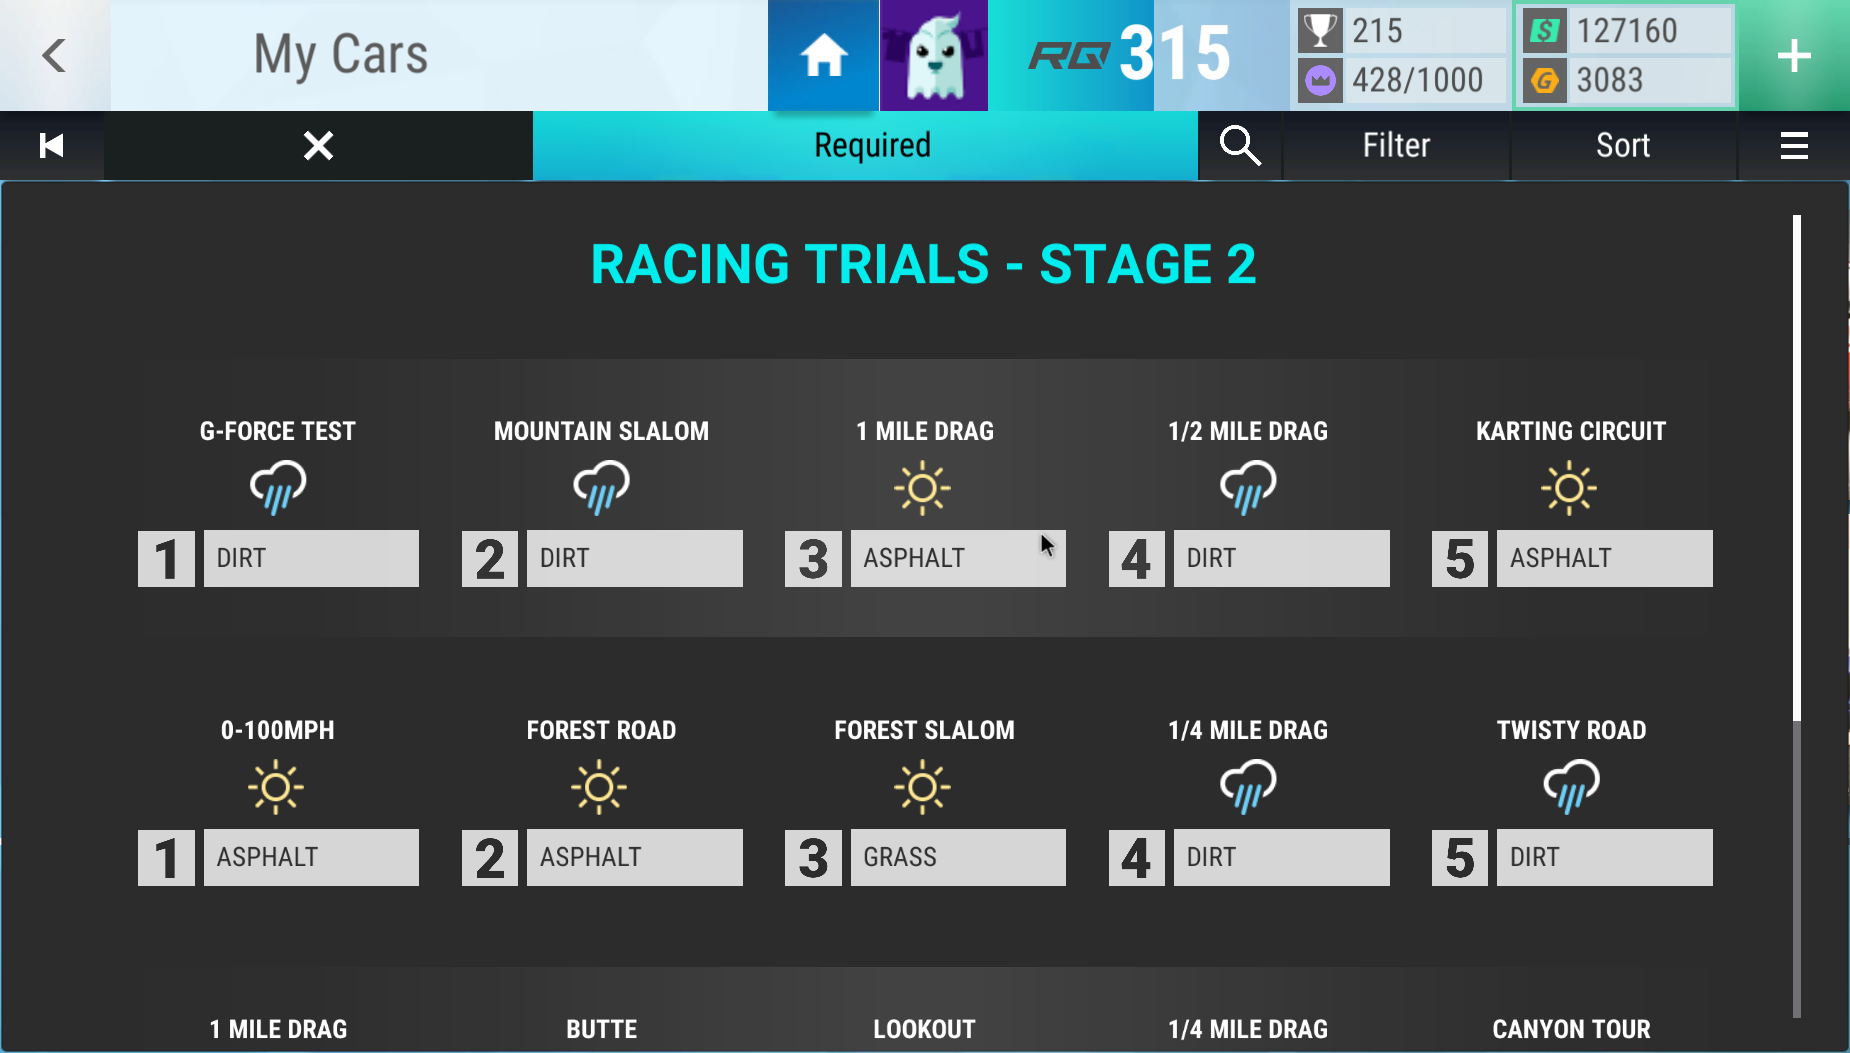 My Cars
RQ 315
215
428/1000
$ 127160
G 3083
+
Required
Filter
Sort
RACING TRIALS - STAGE 2
G-FORCE TEST
MOUNTAIN SLALOM
1 MILE DRAG
1/2 MILE DRAG
KARTING CIRCUIT
1 DIRT
2 DIRT
3 ASPHALT
4 DIRT
5 ASPHALT
0-100MPH
FOREST ROAD
FOREST SLALOM
1/4 MILE DRAG
TWISTY ROAD
1 ASPHALT
2 ASPHALT
3 GRASS
4 DIRT
5 DIRT
1 MILE DRAG
BUTTE
LOOKOUT
1/4 MILE DRAG
CANYON TOUR